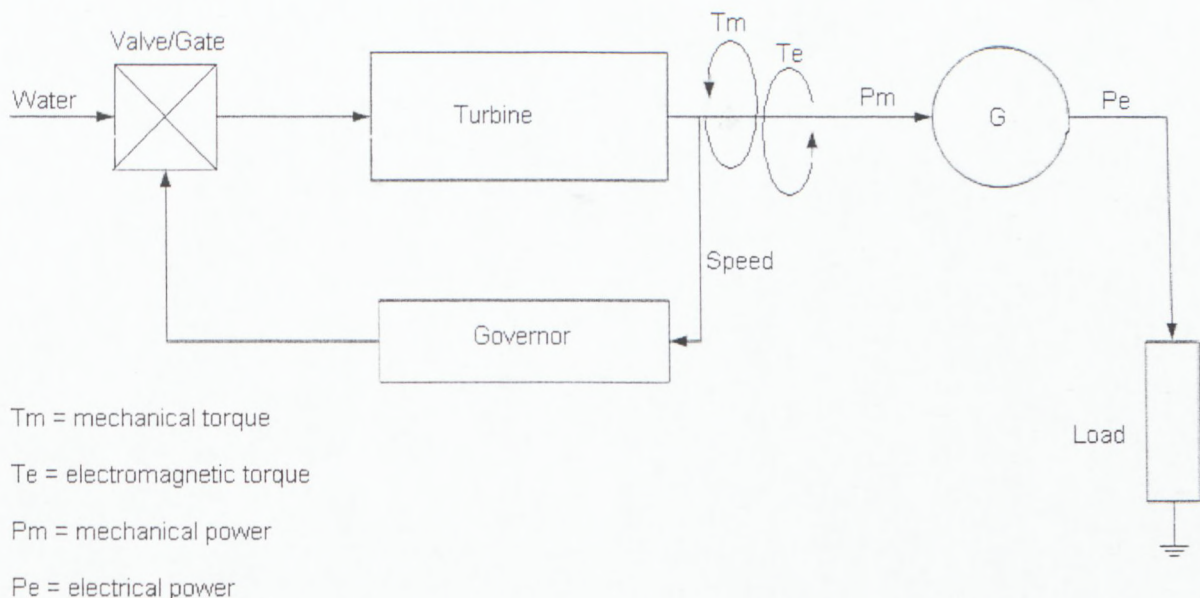 Tm
Te
Valve/Gate
Water
Turbine
Pm
G
Pe
Speed
Governor
Tm = mechanical torque
Load
Te = electromagnetic torque
Pm = mechanical power
Pe = electrical power